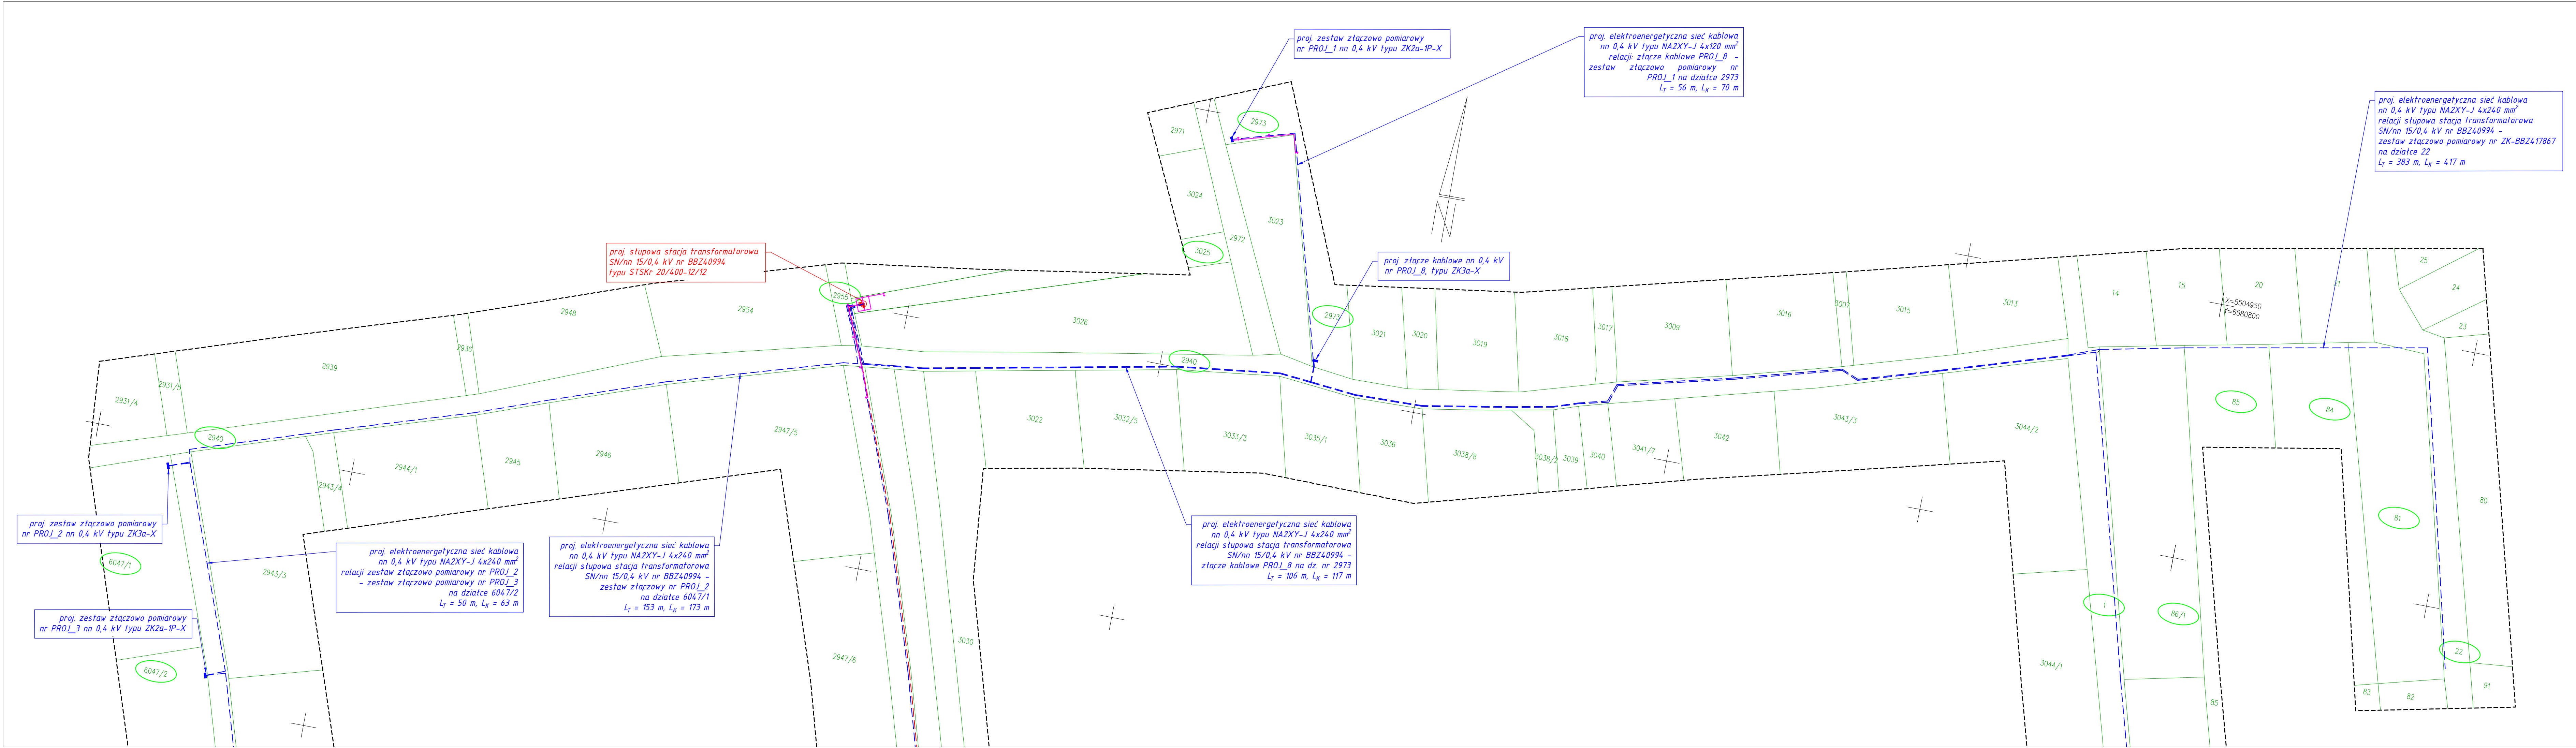 proj. zestaw złączowo pomiarowy
nr PROJ_1 nn 0,4 kV typu ZK2a-1P-X
proj. elektroenergetyczna sieć kablowa
nn 0,4 kV typu NA2XY-J 4x120 mm²
relacji: złącze kablowe PROJ_8 -
zestaw złączowo pomiarowy nr
PROJ_1 na działce 2973
L_T = 56 m, L_K = 70 m
proj. elektroenergetyczna sieć kablowa
nn 0,4 kV typu NA2XY-J 4x240 mm²
relacji słupowa stacja transformatorowa
SN/nn 15/0,4 kV nr BBZ40994 -
zestaw złączowo pomiarowy nr ZK-BBZ417867
na działce 22
L_T = 383 m, L_K = 417 m
proj. słupowa stacja transformatorowa
SN/nn 15/0,4 kV nr BBZ40994
typu STSKr 20/400-12/12
proj. złącze kablowe nn 0,4 kV
nr PROJ_8, typu ZK3a-X
proj. zestaw złączowo pomiarowy
nr PROJ_2 nn 0,4 kV typu ZK3a-X
proj. elektroenergetyczna sieć kablowa
nn 0,4 kV typu NA2XY-J 4x240 mm²
relacji zestaw złączowo pomiarowy nr PROJ_2
- zestaw złączowo pomiarowy nr PROJ_3
na działce 6047/2
L_T = 50 m, L_K = 63 m
proj. elektroenergetyczna sieć kablowa
nn 0,4 kV typu NA2XY-J 4x240 mm²
relacji słupowa stacja transformatorowa
SN/nn 15/0,4 kV nr BBZ40994 -
zestaw złączowy nr PROJ_2
na działce 6047/1
L_T = 153 m, L_K = 173 m
proj. elektroenergetyczna sieć kablowa
nn 0,4 kV typu NA2XY-J 4x240 mm²
relacji słupowa stacja transformatorowa
SN/nn 15/0,4 kV nr BBZ40994 -
złącze kablowe PROJ_8 na dz. nr 2973
L_T = 106 m, L_K = 117 m
proj. zestaw złączowo pomiarowy
nr PROJ_3 nn 0,4 kV typu ZK2a-1P-X
N
2971
2973
3024
3023
2972
3025
2955
2948
2954
2936
2939
2931/5
2931/4
3026
2940
2973
3021
3020
3019
3018
3017
3009
3016
3007
3015
3013
14
15
20
21
25
24
23
X=5504950
Y=6580800
2940
2944/1
2943/4
2945
2946
2947/5
3022
3032/5
3033/3
3035/1
3036
3038/8
3038/2
3039
3040
3041/7
3042
3043/3
3044/2
85
84
81
80
6047/1
2943/3
6047/2
2947/6
3030
3044/1
1
86/1
85
22
83
82
91